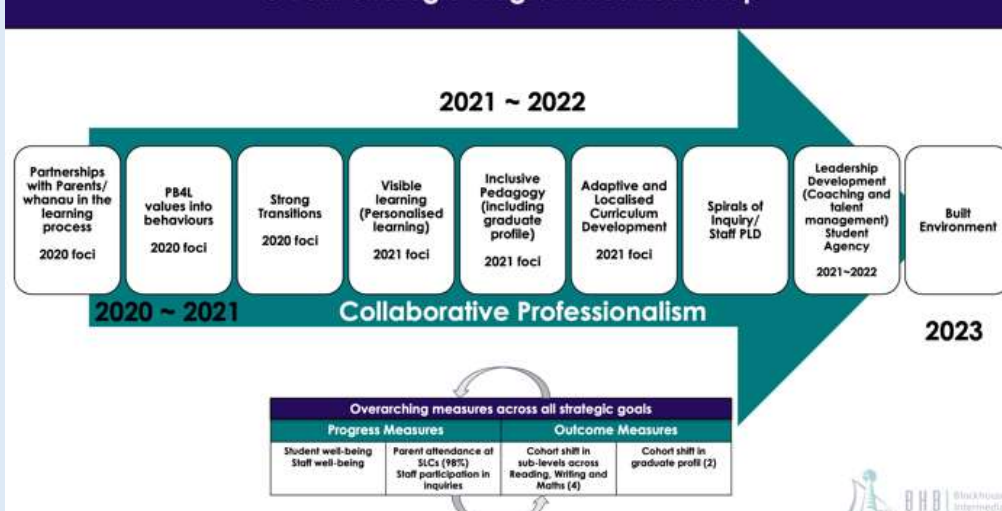 2021 ~ 2022
Partnerships
with Parents/
whanau in the
learning
process
2020 foci
PB4L
values into
behaviours
2020 foci
Strong
Transitions
2020 foci
Visible
learning
(Personalised
learning)
2021 foci
Inclusive
Pedagogy
(including
graduate
profile)
2021 foci
Adaptive and
Localised
Curriculum
Development
2021 foci
Spirals of
Inquiry/
Staff PLD
Leadership
Development
(Coaching and
talent
management)
Student
Agency
2021~2022
Built
Environment
2020 ~ 2021
Collaborative Professionalism
2023
Overarching measures across all strategic goals
Progress Measures
Outcome Measures
Student well-being
Staff well-being
Parent attendance at
SLCs (98%)
Staff participation in
inquiries
Cohort shift in
sub-levels across
Reading, Writing and
Maths (4)
Cohort shift in
graduate profil (2)
BHB